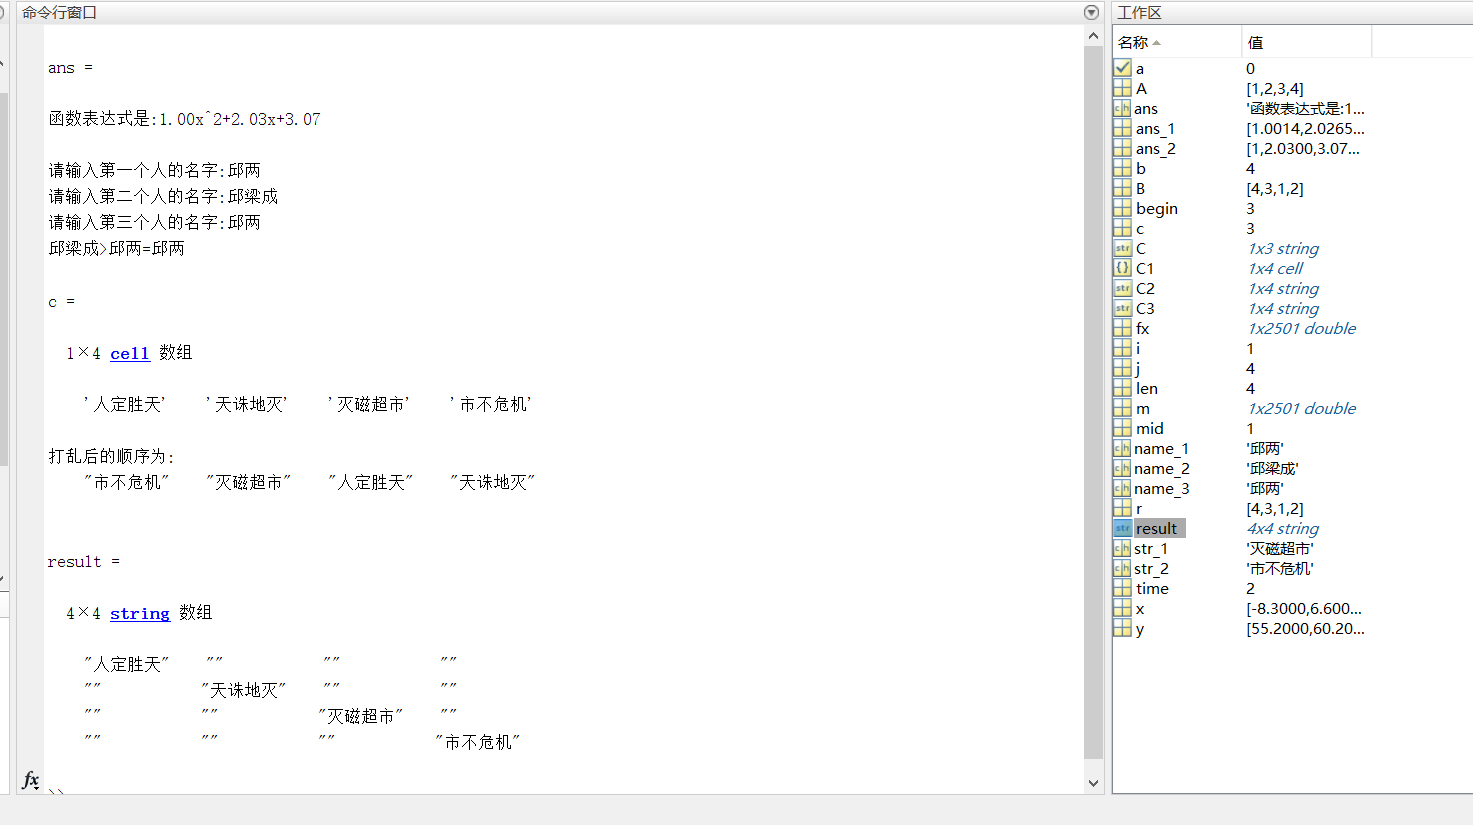 命令行窗口
ans =
函数表达式是:1.00x^2+2.03x+3.07
请输入第一个人的名字:邱两
请输入第二个人的名字:邱梁成
请输入第三个人的名字:邱两
邱梁成>邱两=邱两
c =
1×4 cell 数组
'人定胜天' '天诛地灭' '灭磁超市' '市不危机'
打乱后的顺序为:
"市不危机" "灭磁超市" "人定胜天" "天诛地灭"
result =
4×4 string 数组
"人定胜天" "" "" ""
"" "天诛地灭" "" ""
"" "" "灭磁超市" ""
"" "" "" "市不危机"
fx
>>
工作区
名称 值
a 0
A [1,2,3,4]
ans '函数表达式是:1...
ans_1 [1.0014,2.0265...
ans_2 [1,2.0300,3.07...
b 4
B [4,3,1,2]
begin 3
c 3
C 1x3 string
C1 1x4 cell
C2 1x4 string
C3 1x4 string
fx 1x2501 double
i 1
j 4
len 4
m 1x2501 double
mid 1
name_1 '邱两'
name_2 '邱梁成'
name_3 '邱两'
r [4,3,1,2]
result 4x4 string
str_1 '灭磁超市'
str_2 '市不危机'
time 2
x [-8.3000,6.600...
y [55.2000,60.20...